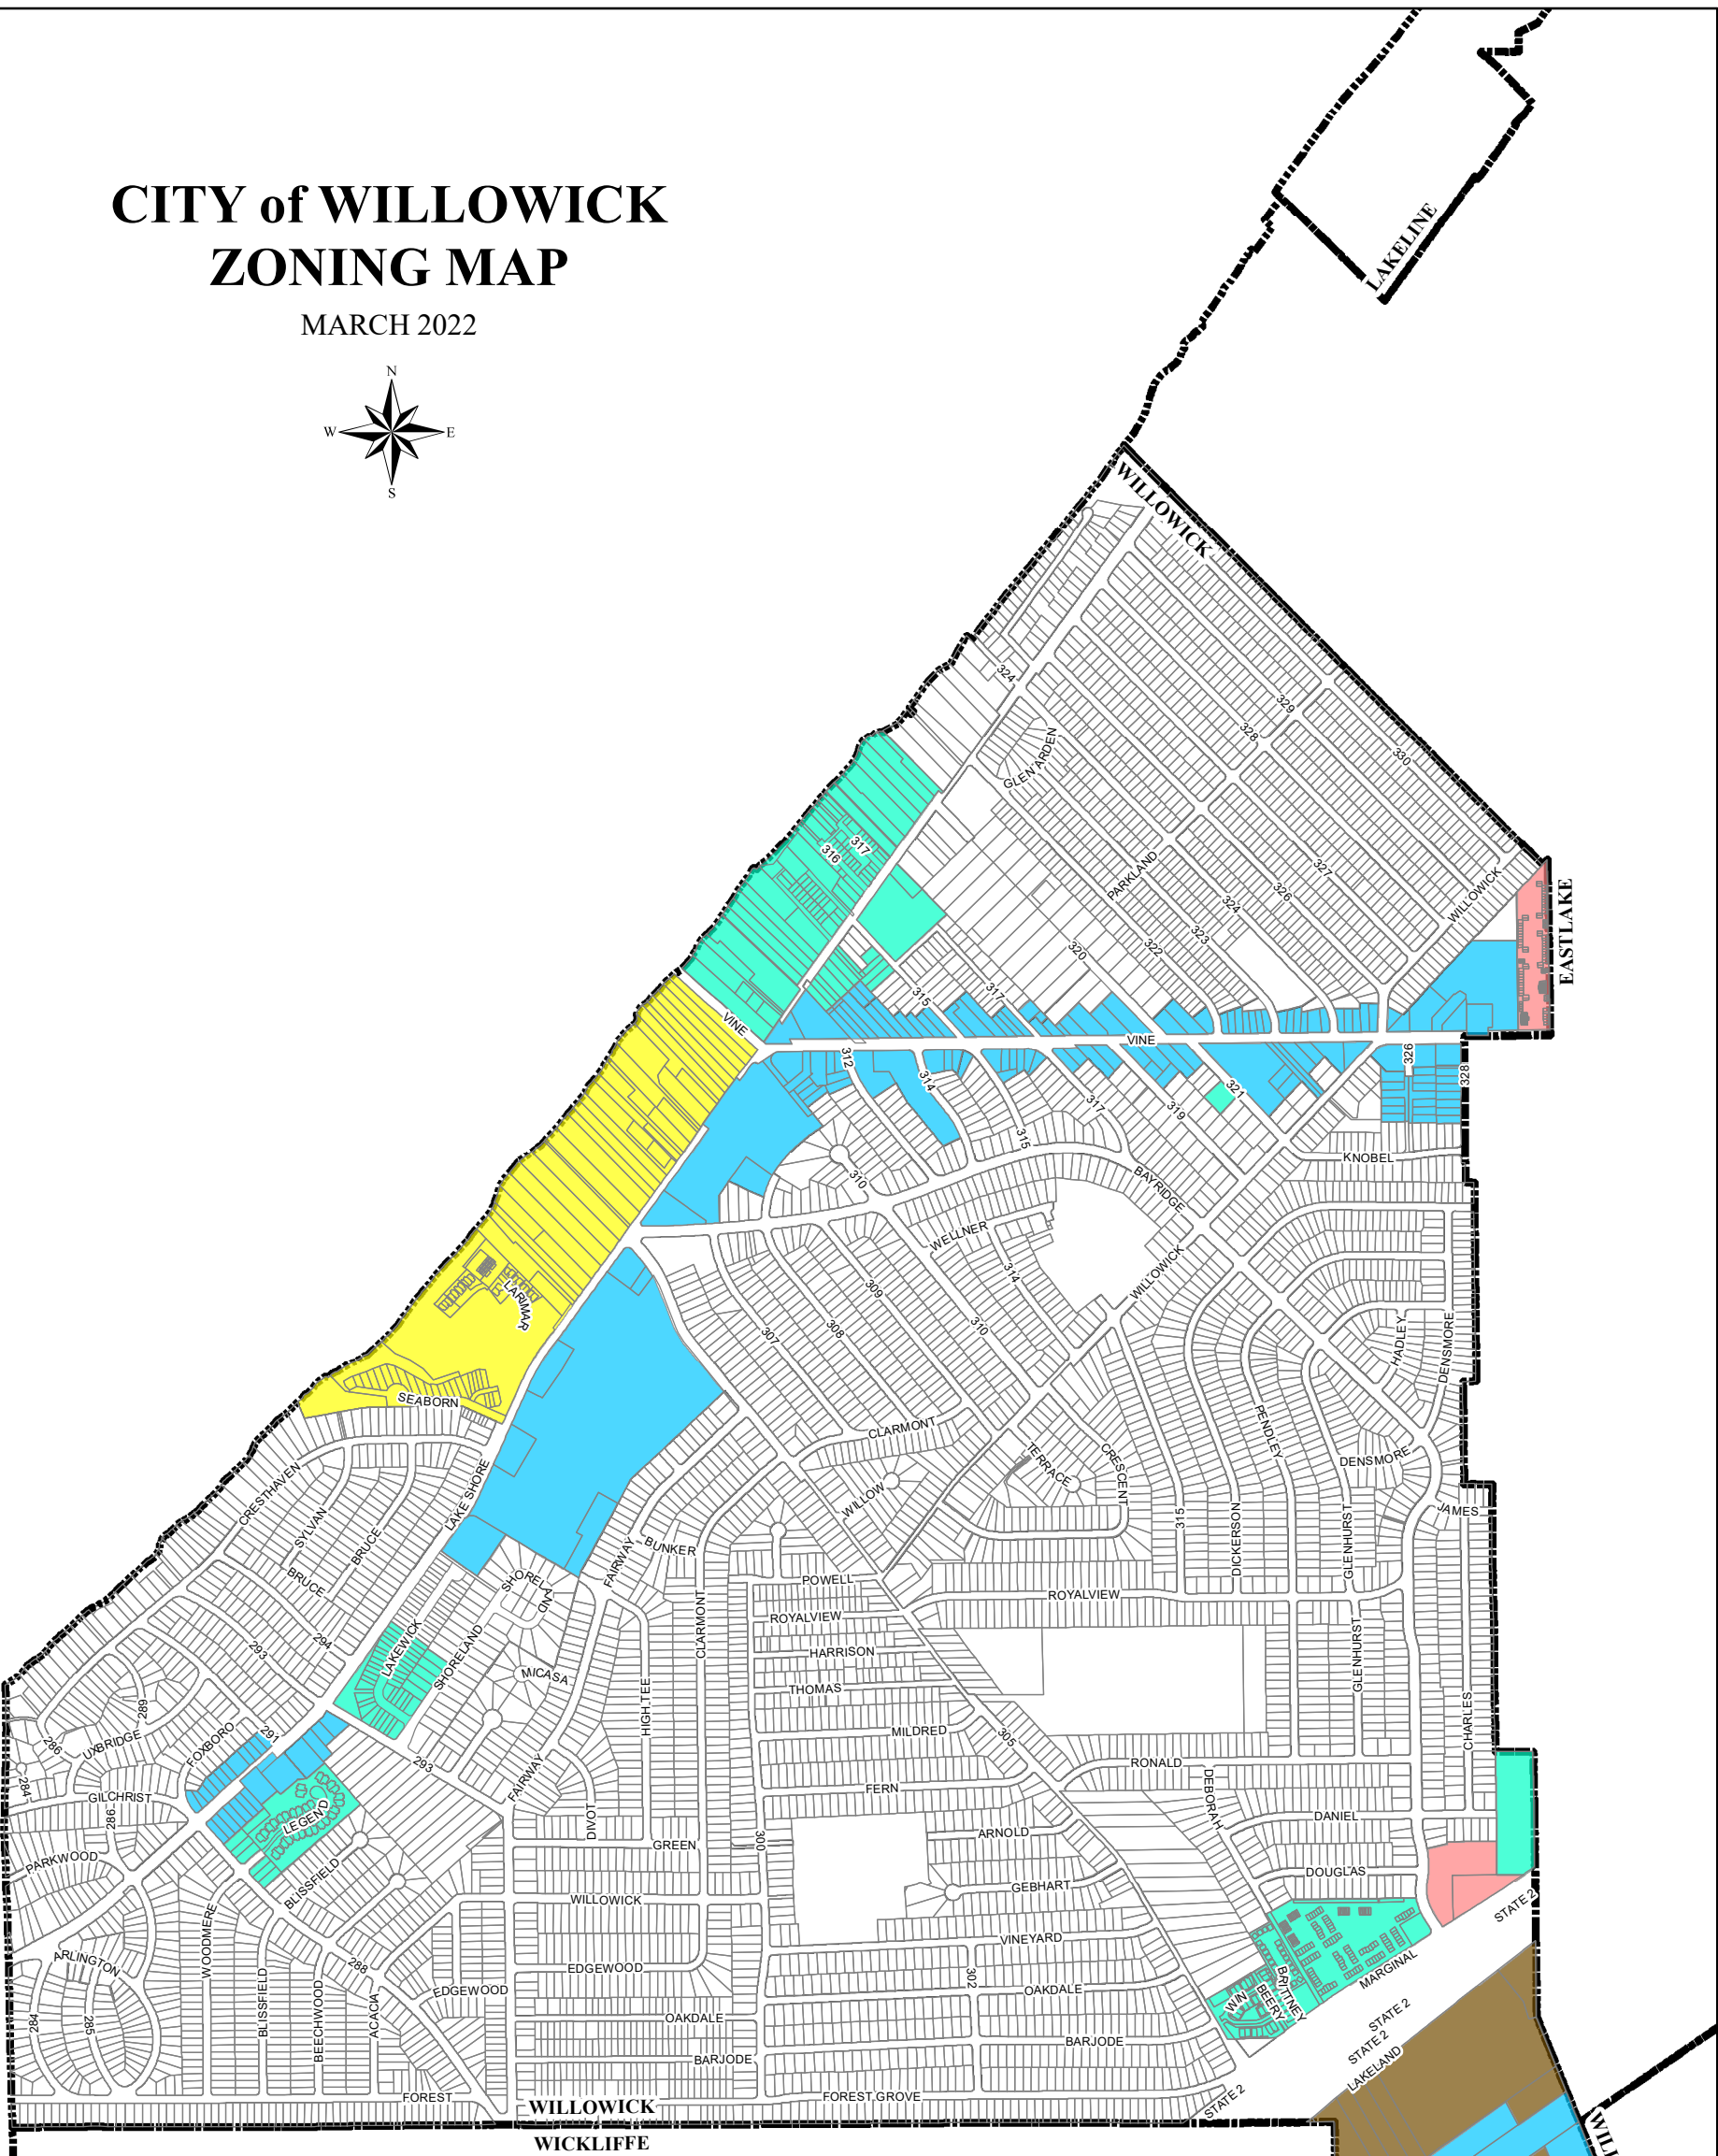 CITY of WILLOWICK
ZONING MAP
MARCH 2022
N
W
E
S
LAKELINE
WILLOWICK
324
329
328
330
GLEN ARDEN
317
316
PARKLAND
327
326
324
WILLOWICK
323
322
320
EASTLAKE
317
315
VINE
VINE
312
326
314
328
321
317
319
315
KNOBEL
310
BAYRIDGE
WELLNER
WILLOWICK
314
309
LARIMAR
310
308
307
HADLEY
DENSMORE
SEABORN
PENDLEY
CLARMONT
TERRACE
CRESCENT
DENSMORE
CRESTHAVEN
LAKE SHORE
WILLOW
JAMES
SYLVAN
BRUCE
315
DICKERSON
GLENHURST
BUNKER
FAIRWAY
BRUCE
SHORELAND
POWELL
ROYALVIEW
ROYALVIEW
CLARMONT
294
293
LAKEWICK
SHORELAND
HARRISON
GLENHURST
MICASA
THOMAS
HIGHTEE
289
CHARLES
MILDRED
305
291
FOXBORO
UXBRIDGE
286
293
RONALD
FAIRWAY
284
FERN
DEBORAH
GILCHRIST
286
LEGEND
DIVOT
DANIEL
ARNOLD
GREEN
300
PARKWOOD
DOUGLAS
BLISSFIELD
GEBHART
WILLOWICK
STATE 2
WOODMERE
VINEYARD
ARLINGTON
288
EDGEWOOD
MARGINAL
302
BRITTNEY
EDGEWOOD
OAKDALE
BEERY
WIN
284
285
BLISSFIELD
BEECHWOOD
ACACIA
OAKDALE
STATE 2
STATE 2
BARJODE
BARJODE
LAKELAND
FOREST
FOREST GROVE
STATE 2
WILLOWICK
WICKLIFFE